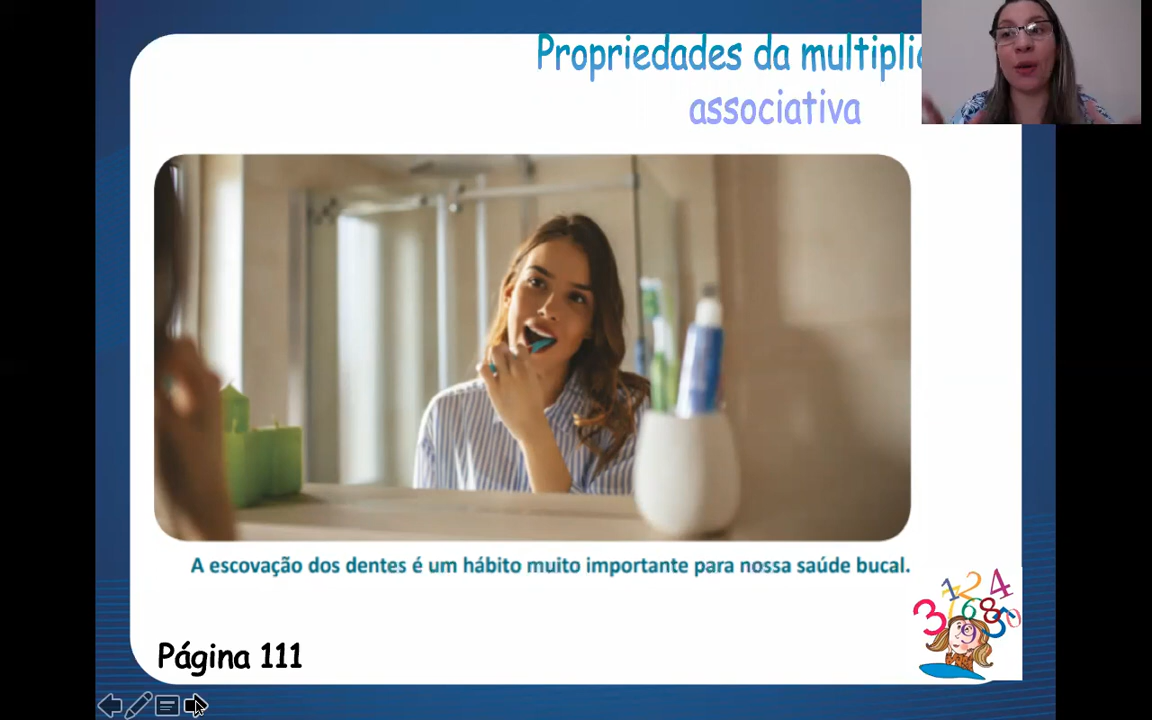 Propriedades da multiplic
associativa
A escovação dos dentes é um hábito muito importante para nossa saúde bucal.
Página 111